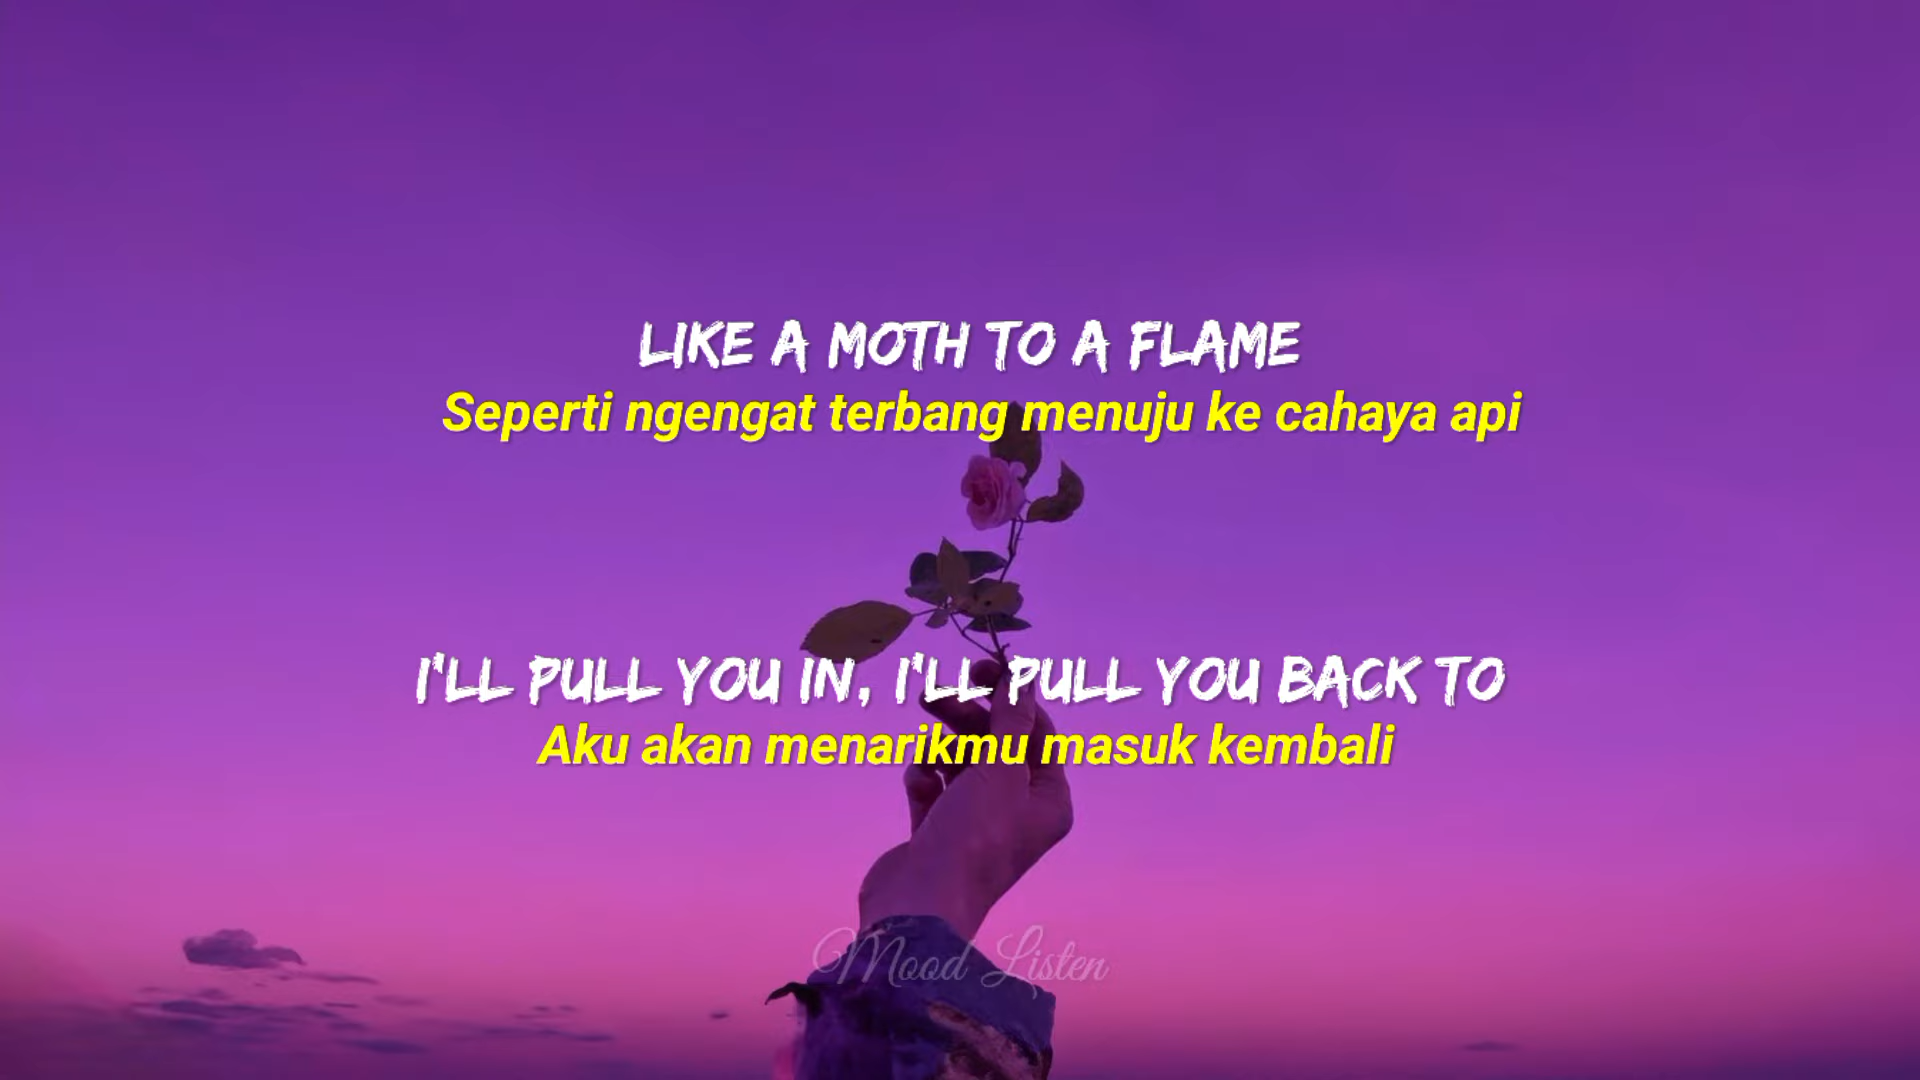 LIKE A MOTH TO A FLAME
Seperti ngengat terbang menuju ke cahaya api
I'LL PULL YOU IN, I'LL PULL YOU BACK TO
Aku akan menarikmu masuk kembali
Mood Listen